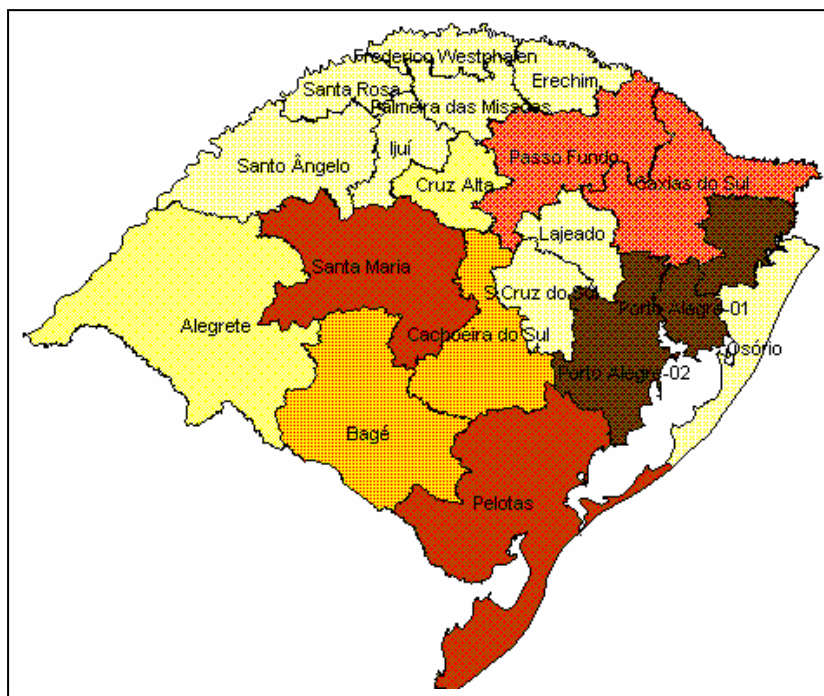 Frederico Westphalen
Erechim
Santa Rosa
Palmeira das Missões
Ijuí
Passo Fundo
Santo Ângelo
Cruz Alta
Caxias do Sul
Lajeado
Santa Maria
S Cruz do Sul
Porto Alegre-01
Alegrete
Cachoeira do Sul
Osório
Porto Alegre-02
Bagé
Pelotas